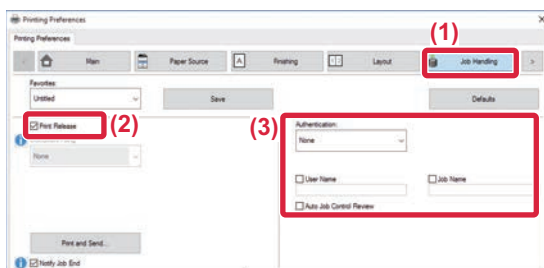 Printing Preferences
Printing Preferences
(1)
Main
Paper Source
Finishing
Layout
Job Handling
Favorites:
Untitled
Save
Defaults
Print Release
(2)
(3)
None
Authentication:
None
User Name
Job Name
Auto Job Control Review
Print and Send...
Notify Job End